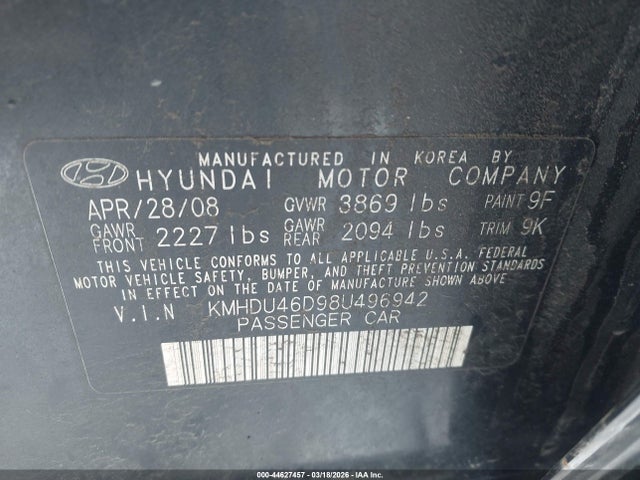 MANUFACTURED IN KOREA BY
HYUNDAI MOTOR COMPANY
APR/28/08 GVWR 3869 lbs PAINT 9F
GAWR FRONT 2227 lbs GAWR REAR 2094 lbs TRIM 9K
THIS VEHICLE CONFORMS TO ALL APPLICABLE U.S.A. FEDERAL
MOTOR VEHICLE SAFETY, BUMPER, AND THEFT PREVENTION STANDARDS
IN EFFECT ON THE DATE OF MANUFACTURE SHOWN ABOVE
V.I.N KMHDU46D98U496942
PASSENGER CAR
000-44627457 - 03/18/2026 - IAA Inc.